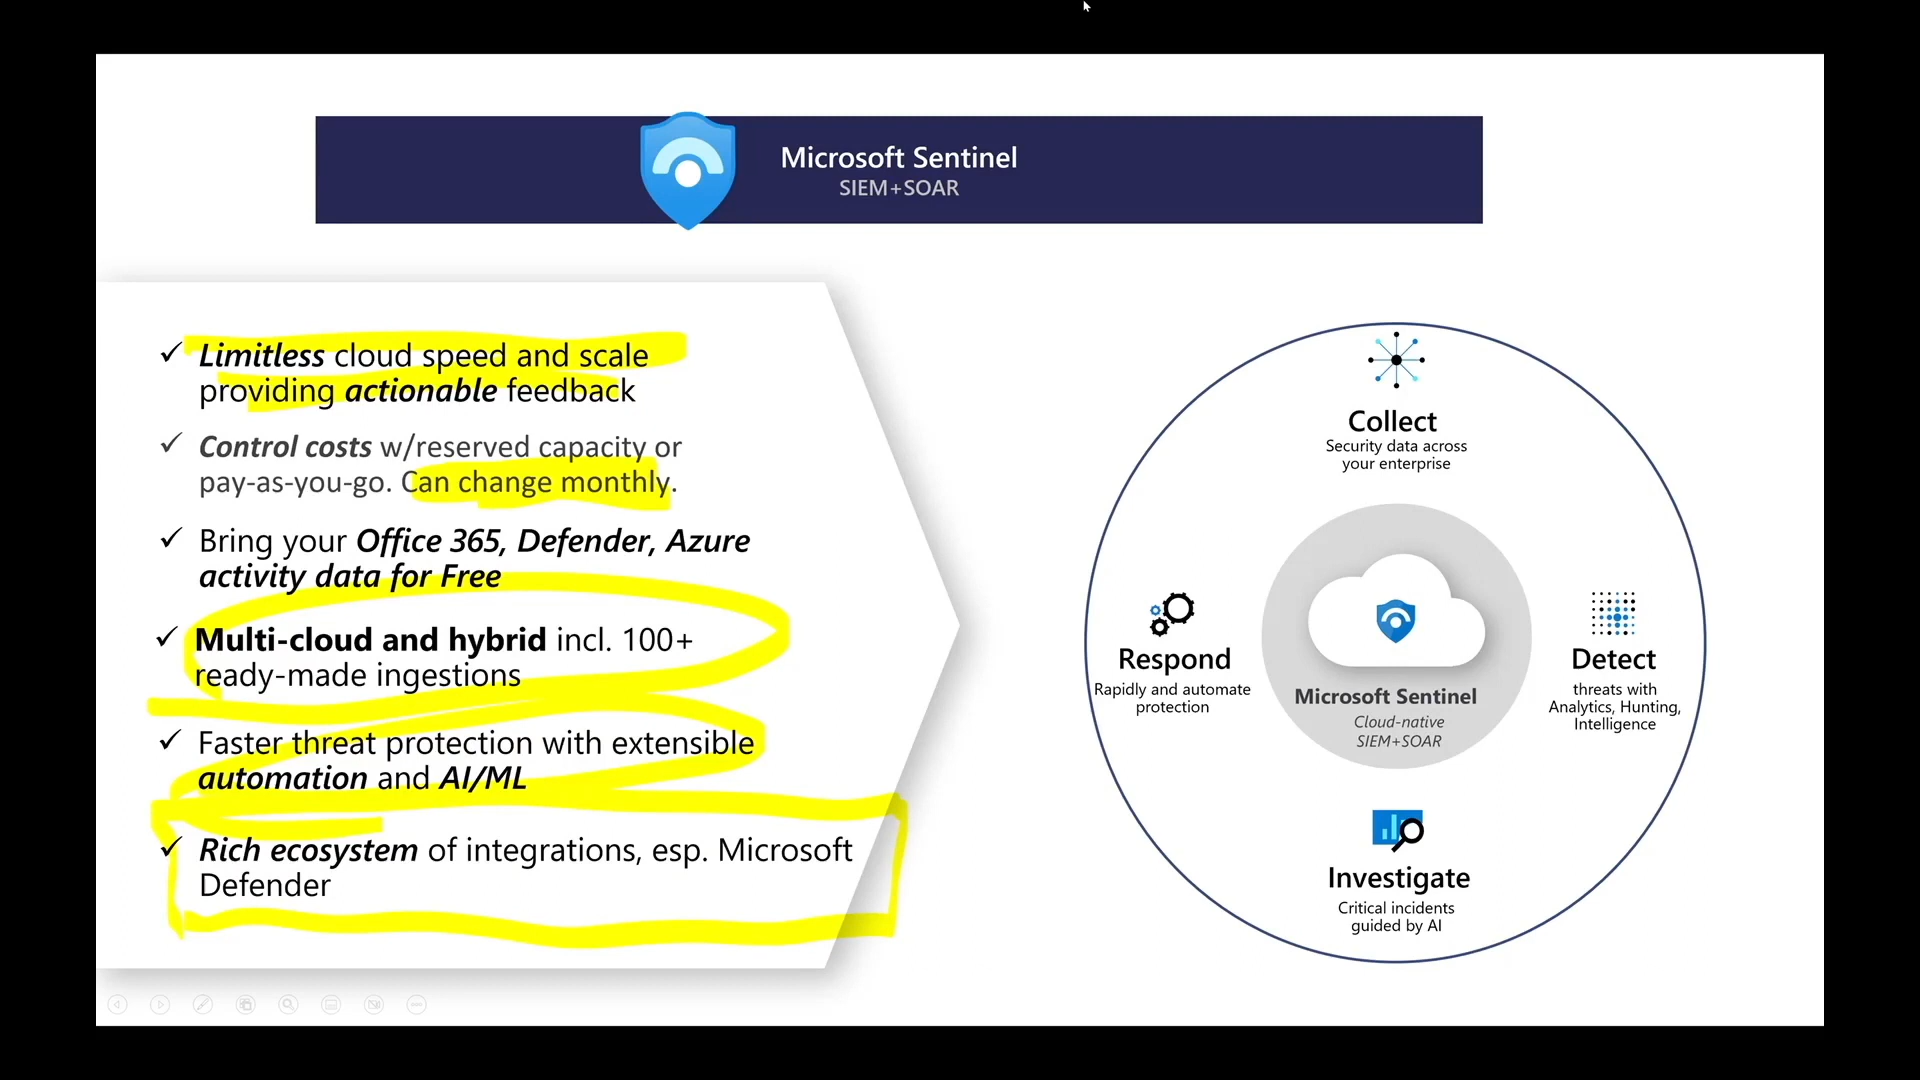 Microsoft Sentinel
SIEM+SOAR
Limitless cloud speed and scale
providing actionable feedback
Control costs w/reserved capacity or
pay-as-you-go. Can change monthly.
Bring your Office 365, Defender, Azure
activity data for Free
Multi-cloud and hybrid incl. 100+
ready-made ingestions
Faster threat protection with extensible
automation and AI/ML
Rich ecosystem of integrations, esp. Microsoft
Defender
Collect
Security data across
your enterprise
Respond
Rapidly and automate
protection
Microsoft Sentinel
Cloud-native
SIEM+SOAR
Detect
threats with
Analytics, Hunting,
Intelligence
Investigate
Critical incidents
guided by AI